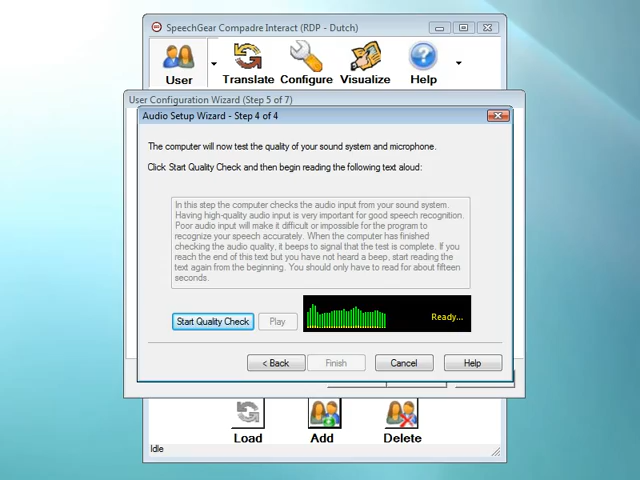 SpeechGear Compadre Interact (RDP - Dutch)
User
Translate
Configure
Visualize
Help
User Configuration Wizard (Step 5 of 7)
Audio Setup Wizard - Step 4 of 4
The computer will now test the quality of your sound system and microphone.
Click Start Quality Check and then begin reading the following text aloud:
In this step the computer checks the audio input from your sound system.
Having high-quality audio input is very important for good speech recognition.
Poor audio input will make it difficult or impossible for the program to
recognize your speech accurately. When the computer has finished
checking the audio quality, it beeps to signal that the test is complete. If you
reach the end of this text but you have not heard a beep, start reading the
text again from the beginning. You should only have to read for about fifteen
seconds.
Start Quality Check
Play
Ready...
< Back
Finish
Cancel
Help
Load
Add
Delete
Idle